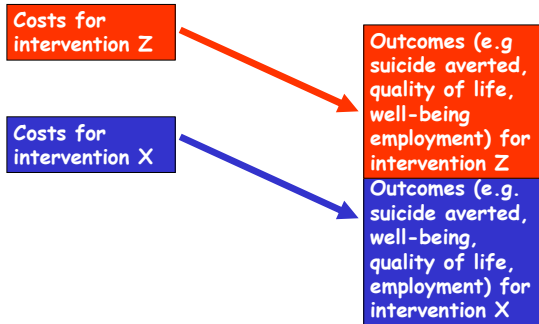 Costs for
intervention Z
Costs for
intervention X
Outcomes (e.g
suicide averted,
quality of life,
well-being
employment) for
intervention Z
Outcomes (e.g.
suicide averted,
well-being,
quality of life,
employment) for
intervention X